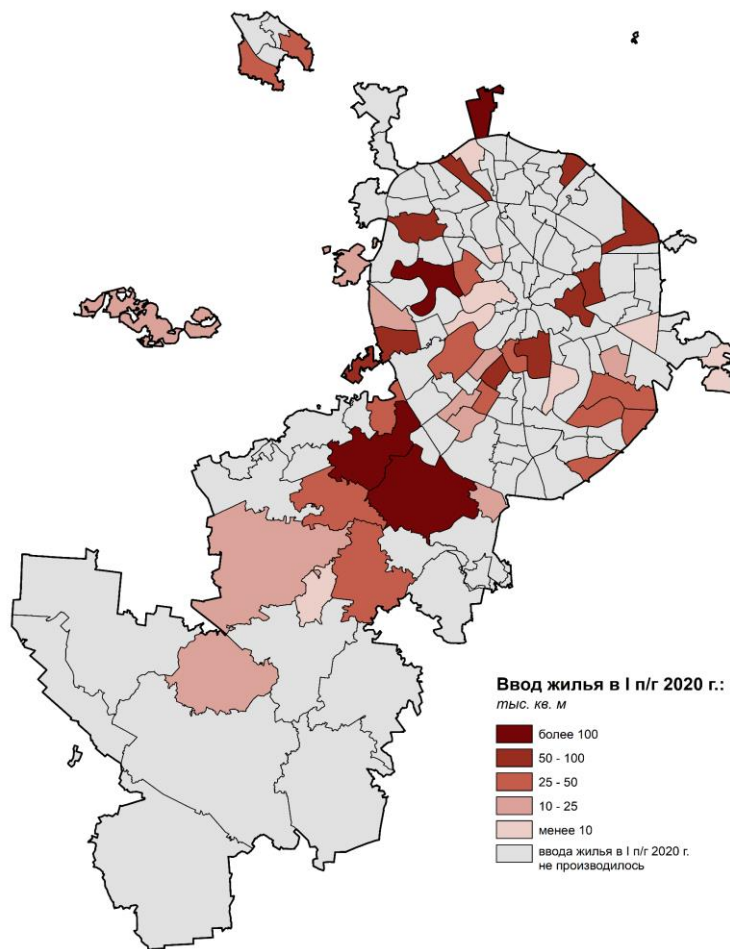 Ввод жилья в I п/г 2020 г.:
тыс. кв. м
более 100
50 - 100
25 - 50
10 - 25
менее 10
ввода жилья в I п/г 2020 г.
не производилось